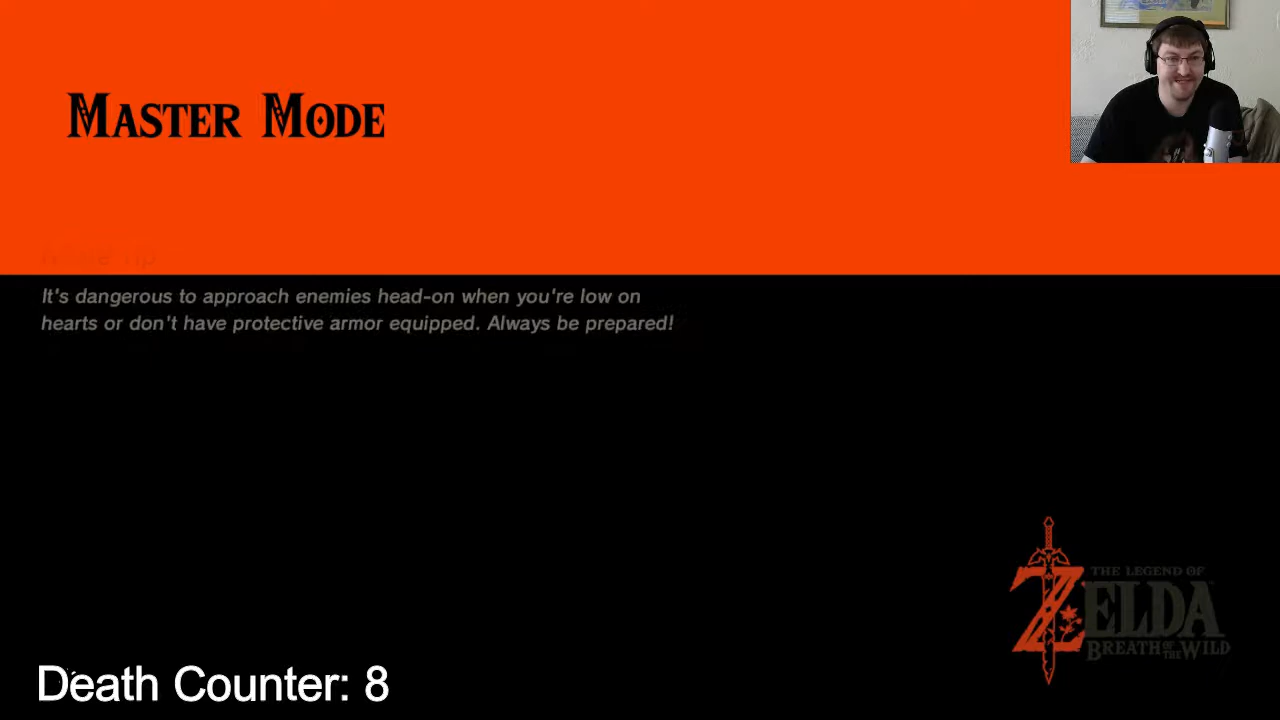 MASTER MODE
It's dangerous to approach enemies head-on when you're low on
hearts or don't have protective armor equipped. Always be prepared!
THE LEGEND OF
ZELDA
BREATH OF THE WILD
Death Counter: 8